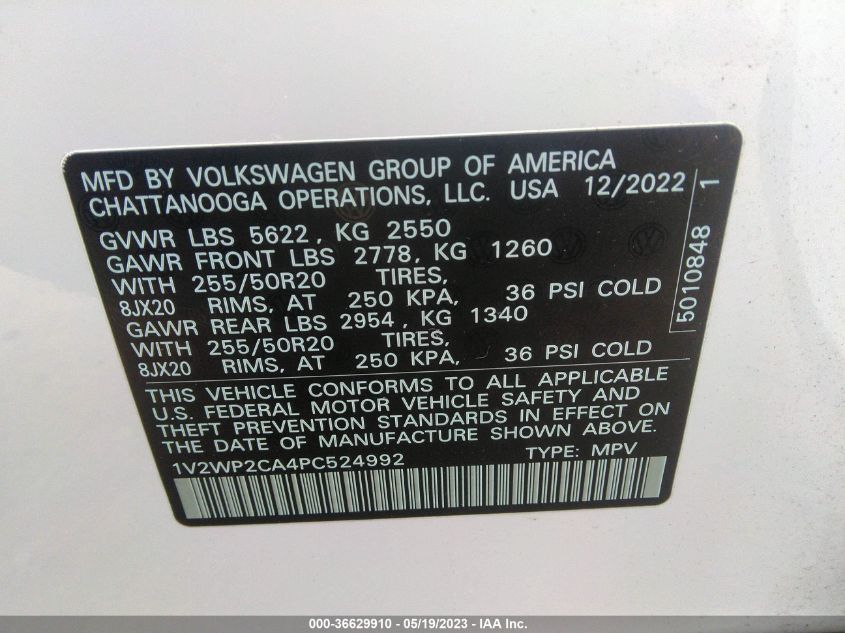 MFD BY VOLKSWAGEN GROUP OF AMERICA
CHATTANOOGA OPERATIONS, LLC. USA 12/2022
GVWR LBS 5622, KG 2550
GAWR FRONT LBS 2778, KG 1260
WITH 255/50R20 TIRES,
8JX20 RIMS, AT 250 KPA, 36 PSI COLD
GAWR REAR LBS 2954, KG 1340
WITH 255/50R20 TIRES,
8JX20 RIMS, AT 250 KPA, 36 PSI COLD
5010848 1
THIS VEHICLE CONFORMS TO ALL APPLICABLE
U.S. FEDERAL MOTOR VEHICLE SAFETY AND
THEFT PREVENTION STANDARDS IN EFFECT ON
THE DATE OF MANUFACTURE SHOWN ABOVE.
1V2WP2CA4PC524992 TYPE: MPV
000-36629910 - 05/19/2023 - IAA Inc.